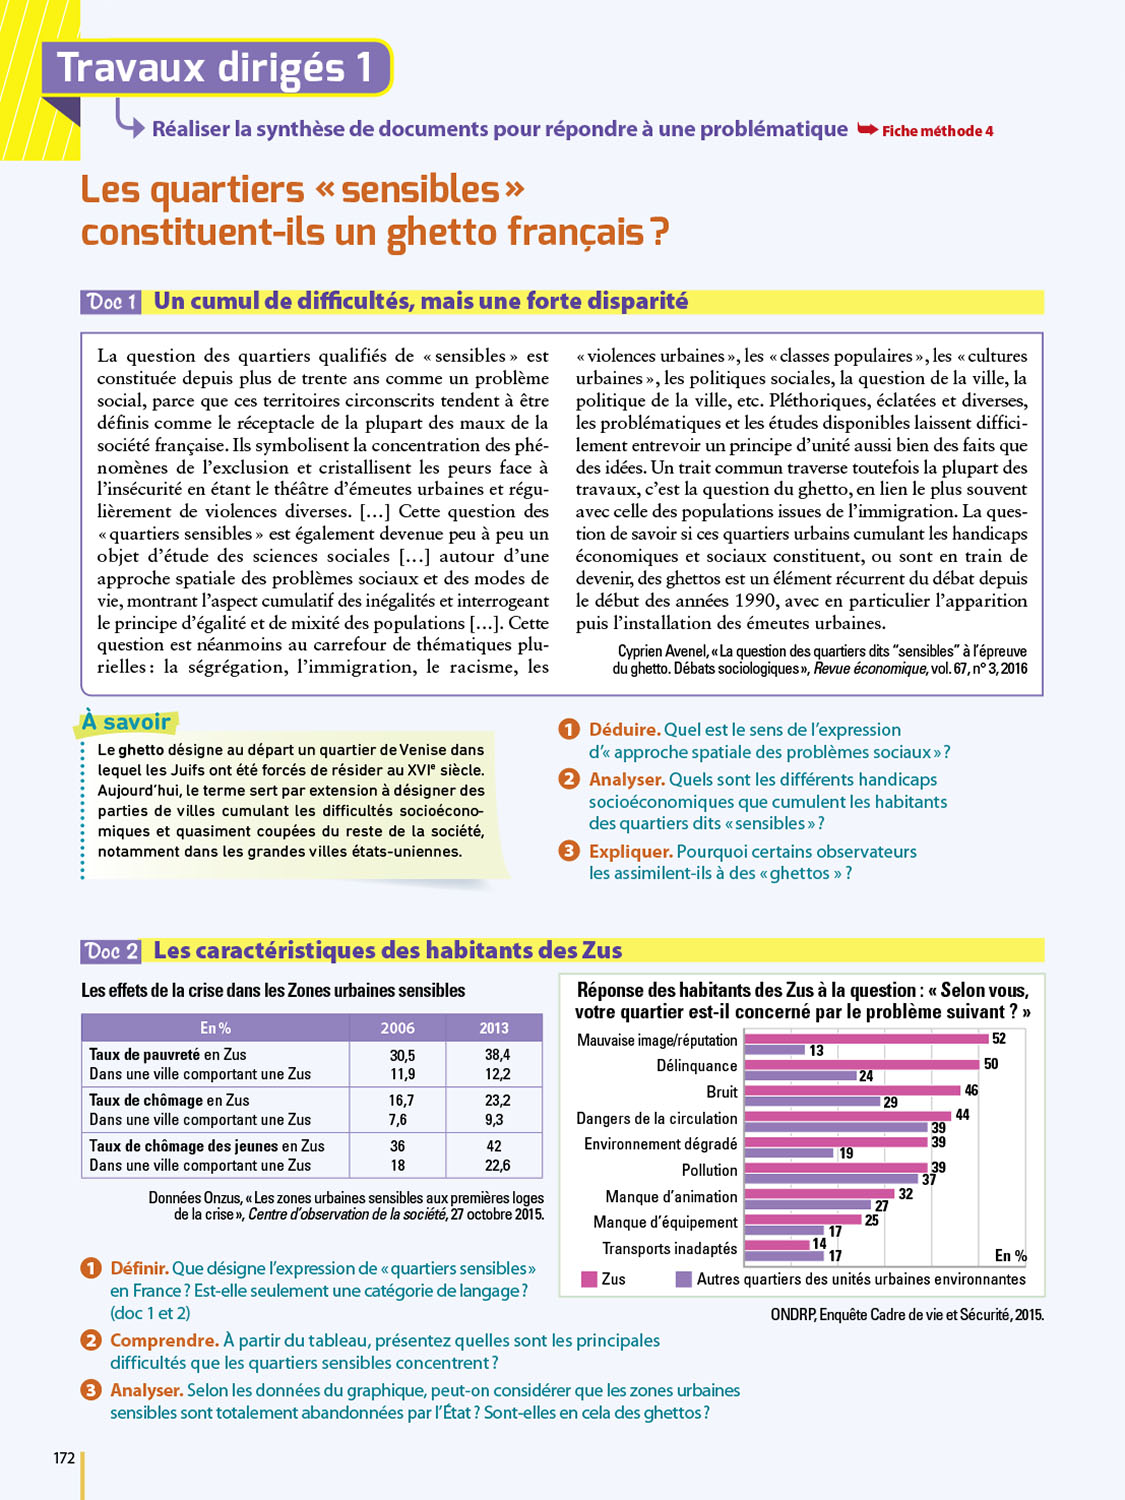 Travaux dirigés 1
Réaliser la synthèse de documents pour répondre à une problématique ➥ Fiche méthode 4
Les quartiers « sensibles »
constituent-ils un ghetto français ?
Doc 1 Un cumul de difficultés, mais une forte disparité
La question des quartiers qualifiés de « sensibles » est
constituée depuis plus de trente ans comme un problème
social, parce que ces territoires circonscrits tendent à être
définis comme le réceptacle de la plupart des maux de la
société française. Ils symbolisent la concentration des phé-
nomènes de l'exclusion et cristallisent les peurs face à
l'insécurité en étant le théâtre d'émeutes urbaines et régu-
lièrement de violences diverses. […] Cette question des
« quartiers sensibles » est également devenue peu à peu un
objet d'étude des sciences sociales […] autour d'une
approche spatiale des problèmes sociaux et des modes de
vie, montrant l'aspect cumulatif des inégalités et interrogeant
le principe d'égalité et de mixité des populations […]. Cette
question est néanmoins au carrefour de thématiques plu-
rielles : la ségrégation, l'immigration, le racisme, les
« violences urbaines », les « classes populaires », les « cultures
urbaines », les politiques sociales, la question de la ville, la
politique de la ville, etc. Pléthoriques, éclatées et diverses,
les problématiques et les études disponibles laissent diffici-
lement entrevoir un principe d'unité aussi bien des faits que
des idées. Un trait commun traverse toutefois la plupart des
travaux, c'est la question du ghetto, en lien le plus souvent
avec celle des populations issues de l'immigration. La ques-
tion de savoir si ces quartiers urbains cumulant les handicaps
économiques et sociaux constituent, ou sont en train de
devenir, des ghettos est un élément récurrent du débat depuis
le début des années 1990, avec en particulier l'apparition
puis l'installation des émeutes urbaines.
Cyprien Avenel, « La question des quartiers dits “sensibles” à l'épreuve
du ghetto. Débats sociologiques », Revue économique, vol. 67, n° 3, 2016
À savoir
Le ghetto désigne au départ un quartier de Venise dans
lequel les Juifs ont été forcés de résider au XVIe siècle.
Aujourd'hui, le terme sert par extension à désigner des
parties de villes cumulant les difficultés socioécono-
miques et quasiment coupées du reste de la société,
notamment dans les grandes villes états-uniennes.
1 Déduire. Quel est le sens de l'expression
d'« approche spatiale des problèmes sociaux » ?
2 Analyser. Quels sont les différents handicaps
socioéconomiques que cumulent les habitants
des quartiers dits « sensibles » ?
3 Expliquer. Pourquoi certains observateurs
les assimilent-ils à des « ghettos » ?
Doc 2 Les caractéristiques des habitants des Zus
Les effets de la crise dans les Zones urbaines sensibles
En % 2006 2013
Taux de pauvreté en Zus 30,5 38,4
Dans une ville comportant une Zus 11,9 12,2
Taux de chômage en Zus 16,7 23,2
Dans une ville comportant une Zus 7,6 9,3
Taux de chômage des jeunes en Zus 36 42
Dans une ville comportant une Zus 18 22,6
Données Onzus, « Les zones urbaines sensibles aux premières loges
de la crise », Centre d'observation de la société, 27 octobre 2015.
Réponse des habitants des Zus à la question : « Selon vous,
votre quartier est-il concerné par le problème suivant ? »
Mauvaise image/réputation 52
13
Délinquance 50
24
Bruit 46
29
Dangers de la circulation 44
39
Environnement dégradé 39
19
Pollution 39
37
Manque d'animation 32
27
Manque d'équipement 25
17
Transports inadaptés 14
17
En %
Zus Autres quartiers des unités urbaines environnantes
ONDRP, Enquête Cadre de vie et Sécurité, 2015.
1 Définir. Que désigne l'expression de « quartiers sensibles »
en France ? Est-elle seulement une catégorie de langage ?
(doc 1 et 2)
2 Comprendre. À partir du tableau, présentez quelles sont les principales
difficultés que les quartiers sensibles concentrent ?
3 Analyser. Selon les données du graphique, peut-on considérer que les zones urbaines
sensibles sont totalement abandonnées par l'État ? Sont-elles en cela des ghettos ?
172